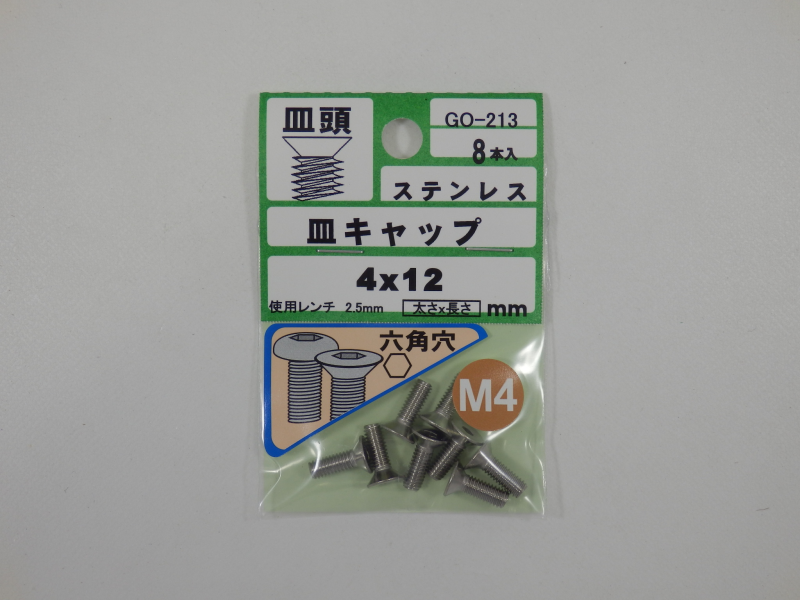 皿頭
GO-213
8本入
ステンレス
皿キャップ
4x12
使用レンチ 2.5mm 太さx長さ mm
六角穴
M4